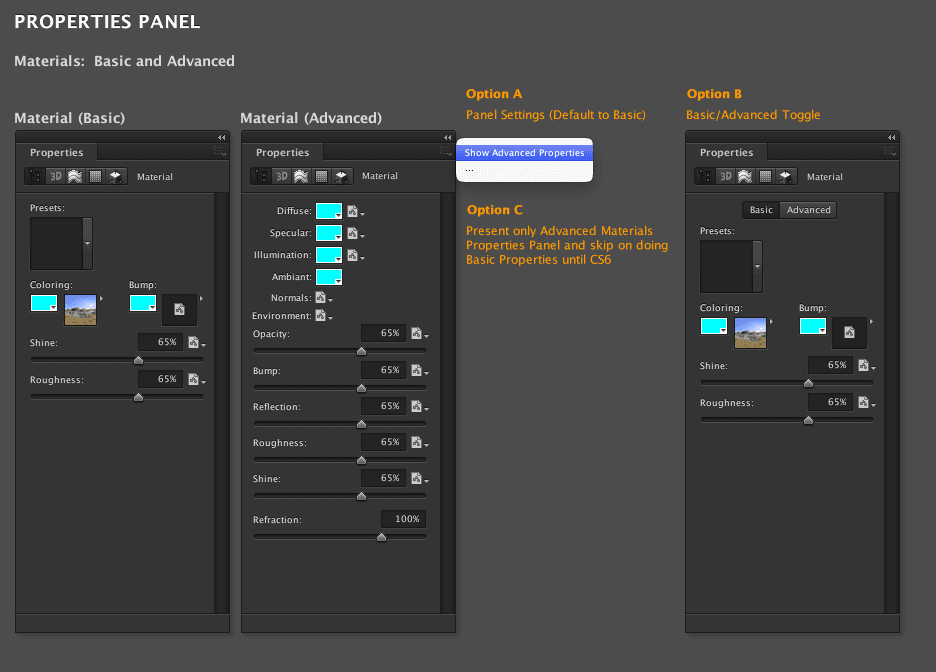 PROPERTIES PANEL
Materials:  Basic and Advanced
Material (Basic)
Properties
3D
Material
Presets:
Coloring:
Bump:
Shine:
65%
Roughness:
65%
Material (Advanced)
Properties
3D
Material
Diffuse:
Specular:
Illumination:
Ambiant:
Normals:
Environment:
Opacity:
65%
Bump:
65%
Reflection:
65%
Roughness:
65%
Shine:
65%
Refraction:
100%
Option A
Panel Settings (Default to Basic)
Show Advanced Properties
...
Option C
Present only Advanced Materials
Properties Panel and skip on doing
Basic Properties until CS6
Option B
Basic/Advanced Toggle
Properties
3D
Material
Basic
Advanced
Presets:
Coloring:
Bump:
Shine:
65%
Roughness:
65%